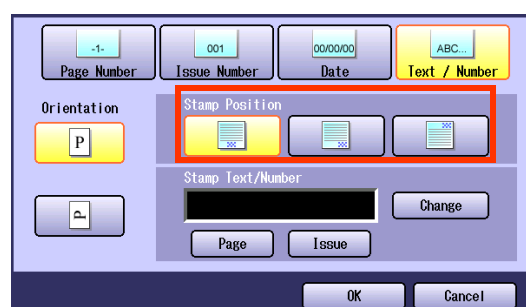 -1-
Page Number
001
Issue Number
00/00/00
Date
ABC...
Text / Number
Orientation
P
P
Stamp Position
Stamp Text/Number
Change
Page
Issue
OK
Cancel